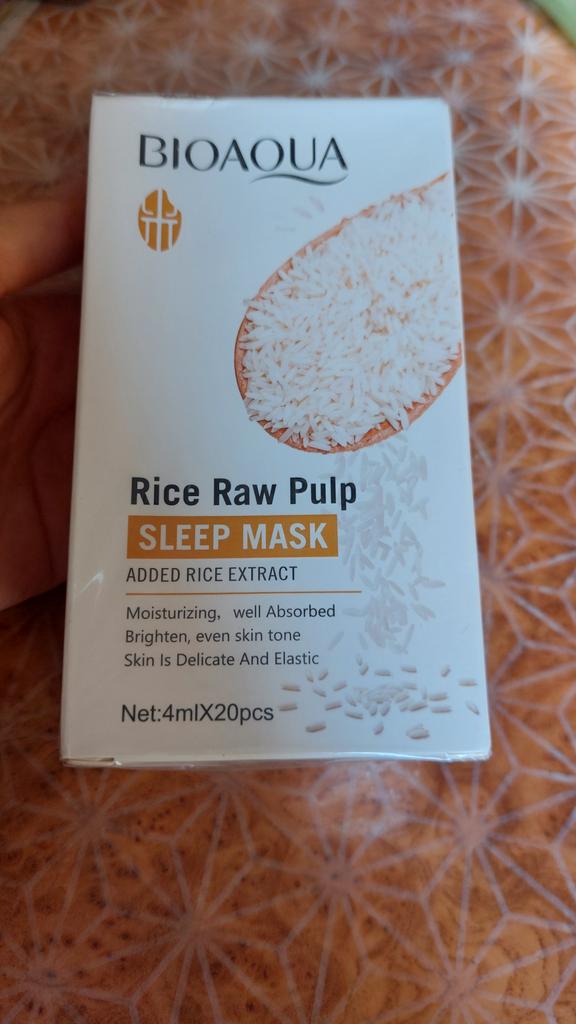 BIOAQUA
Rice Raw Pulp
SLEEP MASK
ADDED RICE EXTRACT
Moisturizing, well Absorbed
Brighten, even skin tone
Skin Is Delicate And Elastic
Net:4mlX20pcs